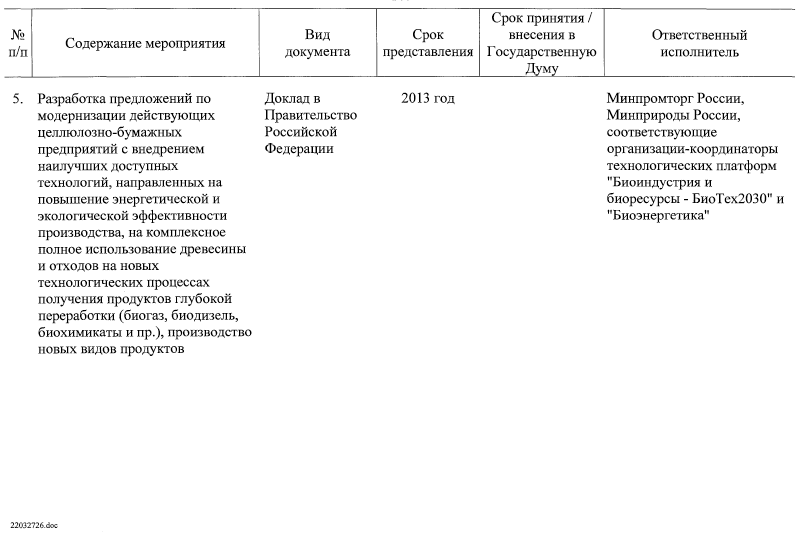 № п/п
Содержание мероприятия
Вид документа
Срок представления
Срок принятия / внесения в Государственную Думу
Ответственный исполнитель
5.
Разработка предложений по
модернизации действующих
целлюлозно-бумажных
предприятий с внедрением
наилучших доступных
технологий, направленных на
повышение энергетической и
экологической эффективности
производства, на комплексное
полное использование древесины
и отходов на новых
технологических процессах
получения продуктов глубокой
переработки (биогаз, биодизель,
биохимикаты и пр.), производство
новых видов продуктов
Доклад в
Правительство
Российской
Федерации
2013 год
Минпромторг России,
Минприроды России,
соответствующие
организации-координаторы
технологических платформ
"Биоиндустрия и
биоресурсы - БиоТех2030" и
"Биоэнергетика"
22032726.doc